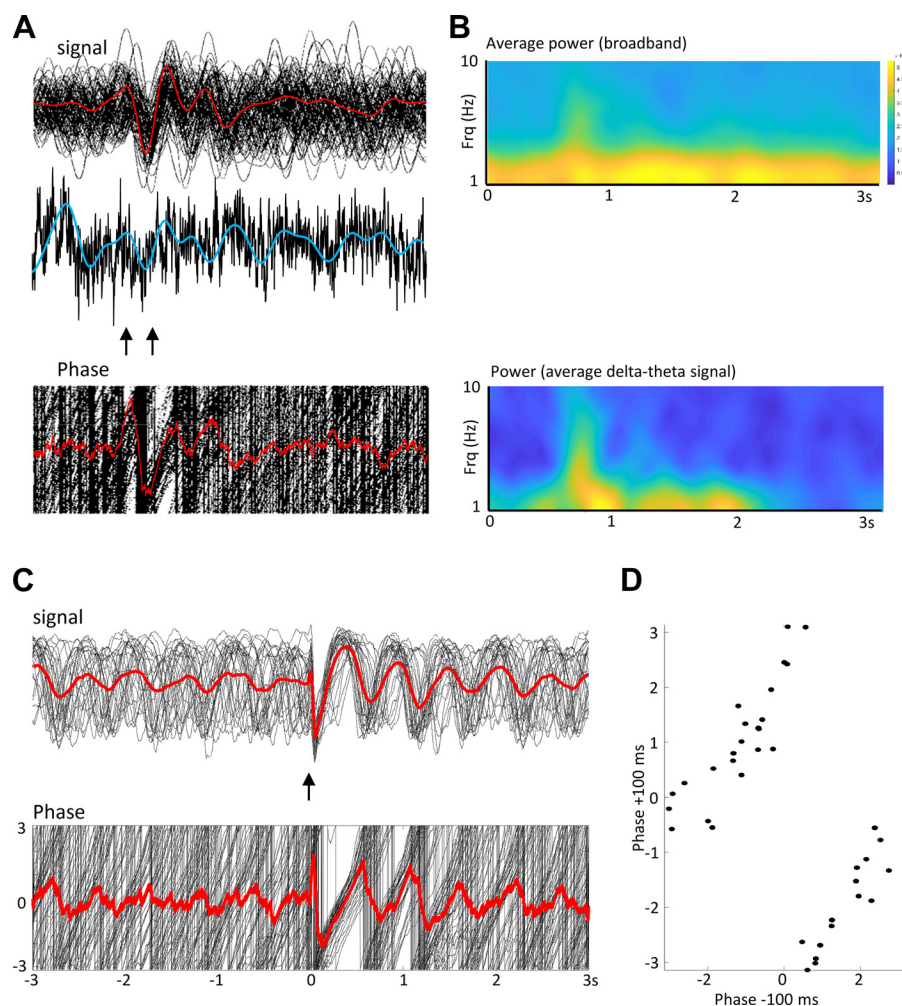 A
signal
Phase
B
Average power (broadband)
10
Frq (Hz)
1
0
1
2
3s
Power (average delta-theta signal)
10
Frq (Hz)
1
0
1
2
3s
C
signal
Phase
3
0
-3
-3
-2
-1
0
1
2
3s
D
3
2
1
0
-1
-2
-3
Phase +100 ms
-2
0
2
Phase -100 ms